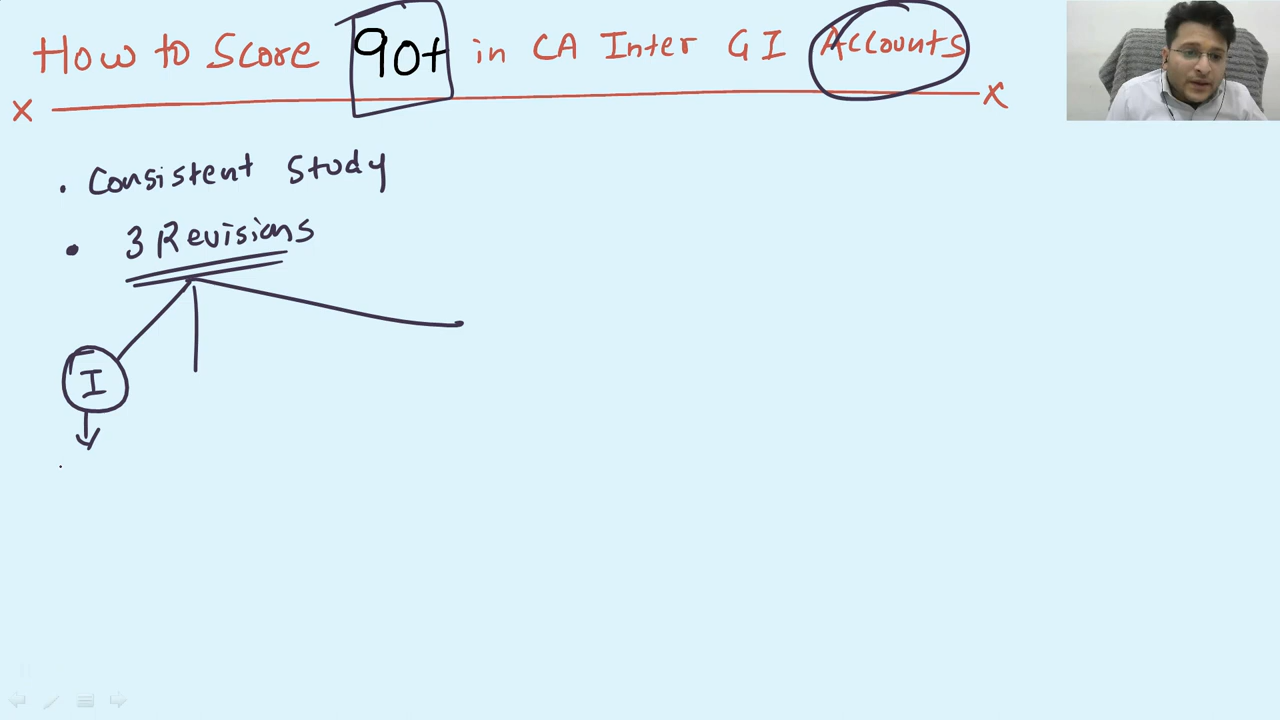 How to Score 90+ in CA Inter G I Accounts
x x
. Consistent Study
• 3 Revisions
I